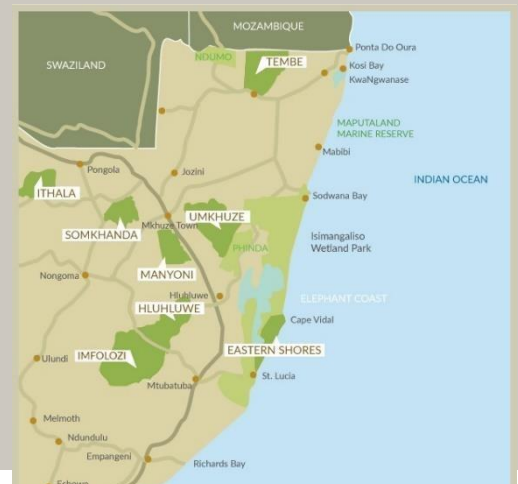 MOZAMBIQUE
Ponta Do Oura
NDUMO
TEMBE
Kosi Bay
SWAZILAND
KwaNgwanase
MAPUTALAND
MARINE RESERVE
Mabibi
Pongola
Jozini
INDIAN OCEAN
ITHALA
Sodwana Bay
UMKHUZE
Mkhuze Town
SOMKHANDA
Isimangaliso
Wetland Park
PHINDA
MANYONI
Nongoma
Hluhluwe
ELEPHANT COAST
HLUHLUWE
Cape Vidal
EASTERN SHORES
IMFOLOZI
Ulundi
St. Lucia
Mtubatuba
Melmoth
Ndundulu
Empangeni
Richards Bay
Eshowe